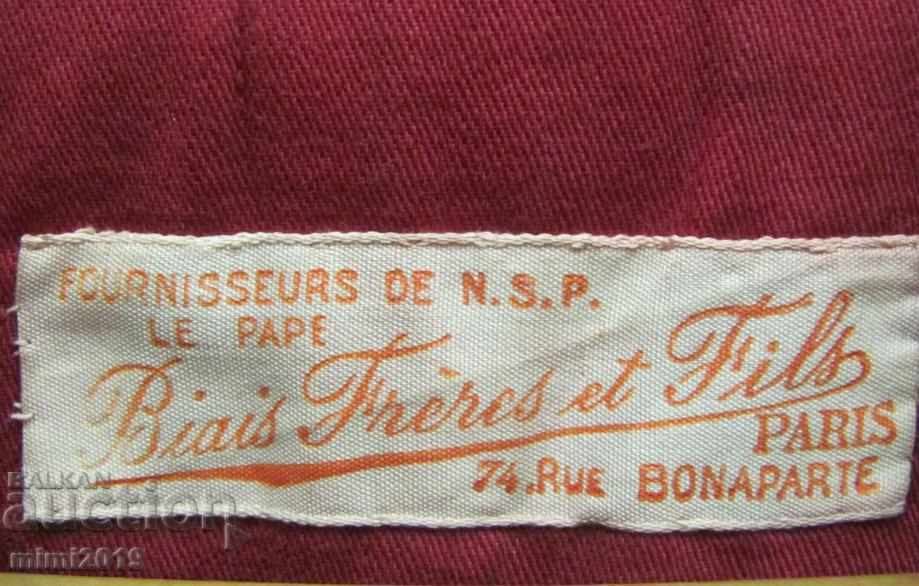 FOURNISSEURS DE N.S.P.
LE PAPE
Biais Frères et Fils
PARIS
74.RUE BONAPARTE
BALKAN
auction
mimi2019